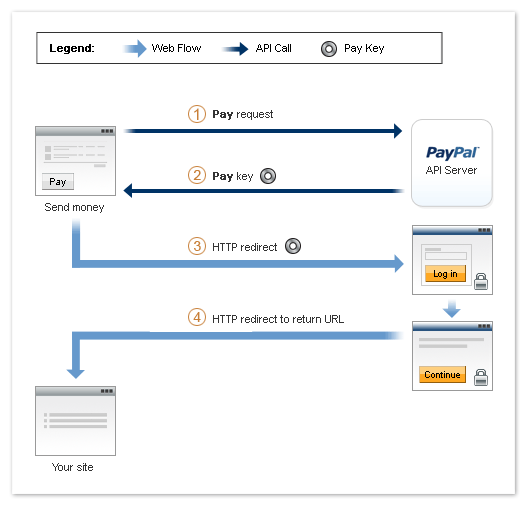 Legend: Web Flow API Call Pay Key
1 Pay request
PayPal
API Server
Pay
Send money
2 Pay key
3 HTTP redirect
Log in
4 HTTP redirect to return URL
Continue
Your site